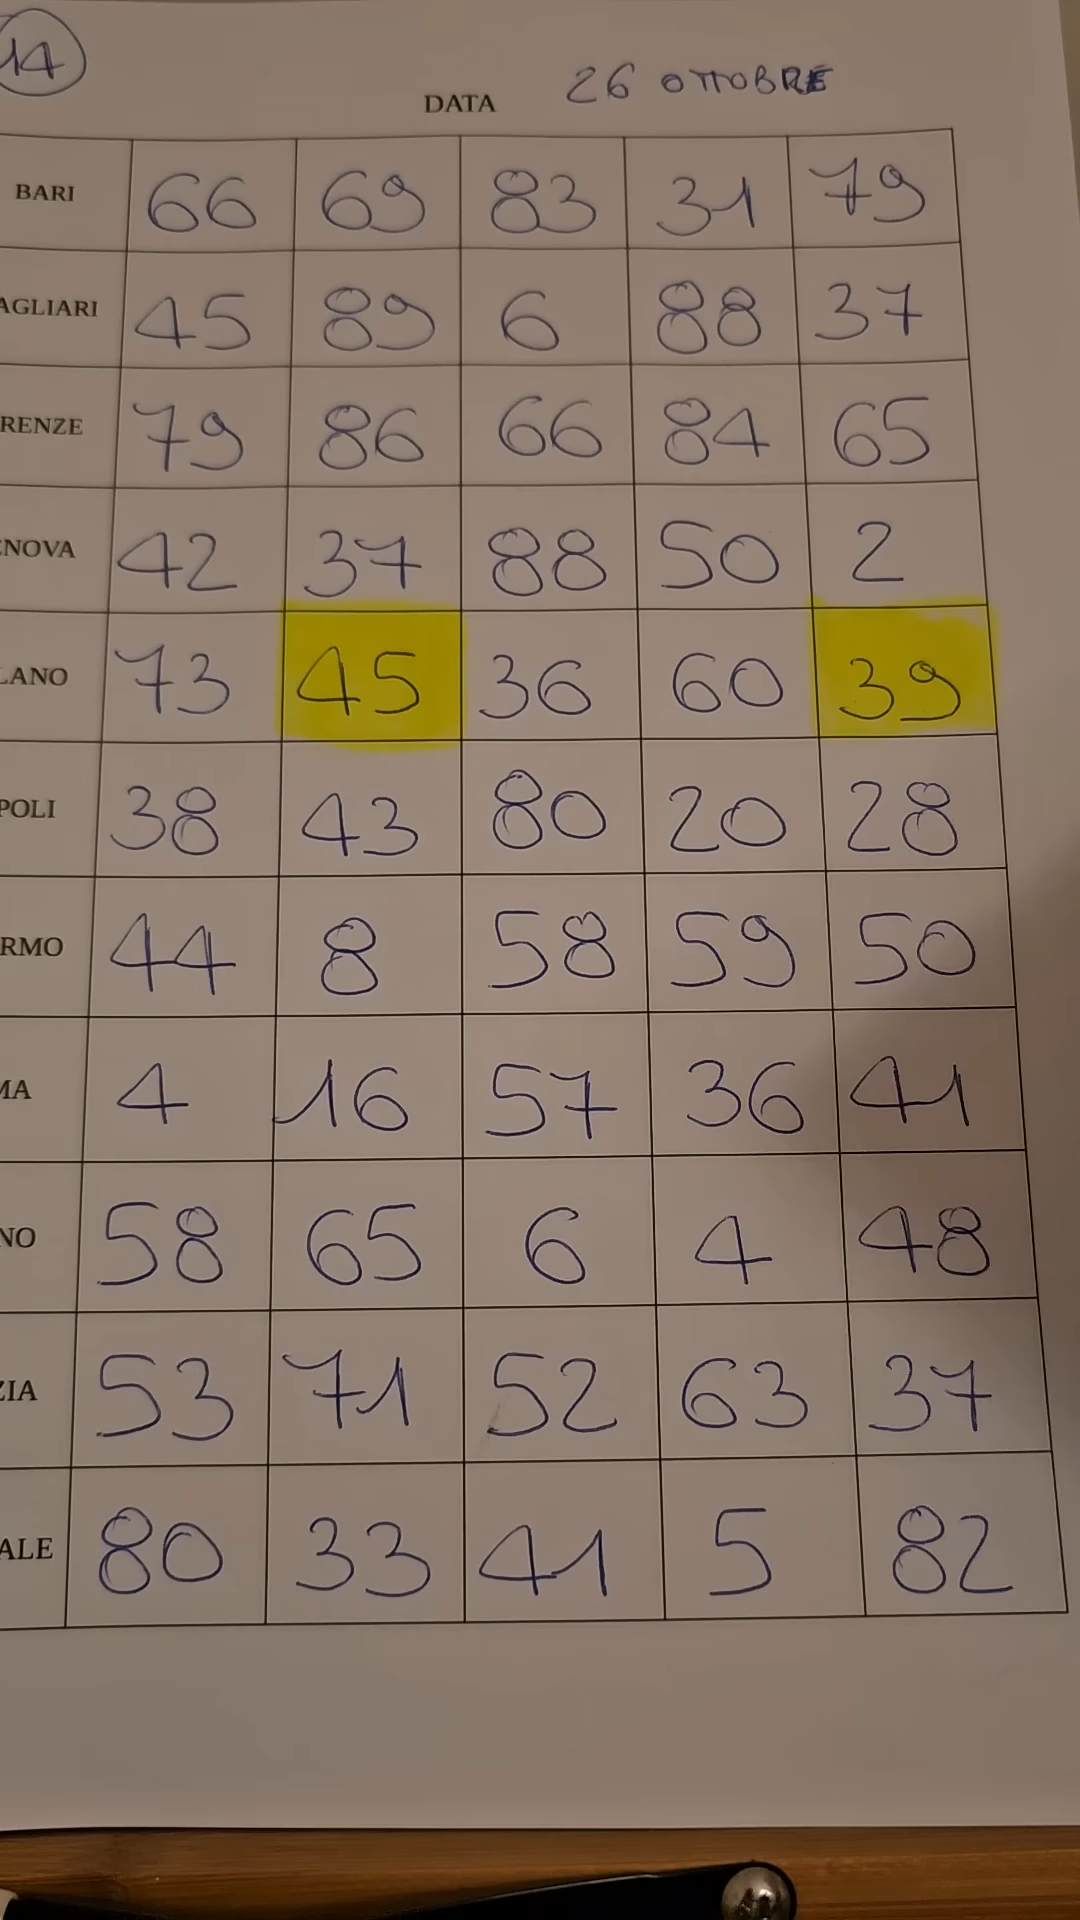 14
DATA 26 OTTOBRE
BARI 66 69 83 31 79
AGLIARI 45 89 6 88 37
RENZE 79 86 66 84 65
NOVA 42 37 88 50 2
LANO 73 45 36 60 39
POLI 38 43 80 20 28
RMO 44 8 58 59 50
MA 4 16 57 36 41
NO 58 65 6 4 48
ZIA 53 71 52 63 37
ALE 80 33 41 5 82